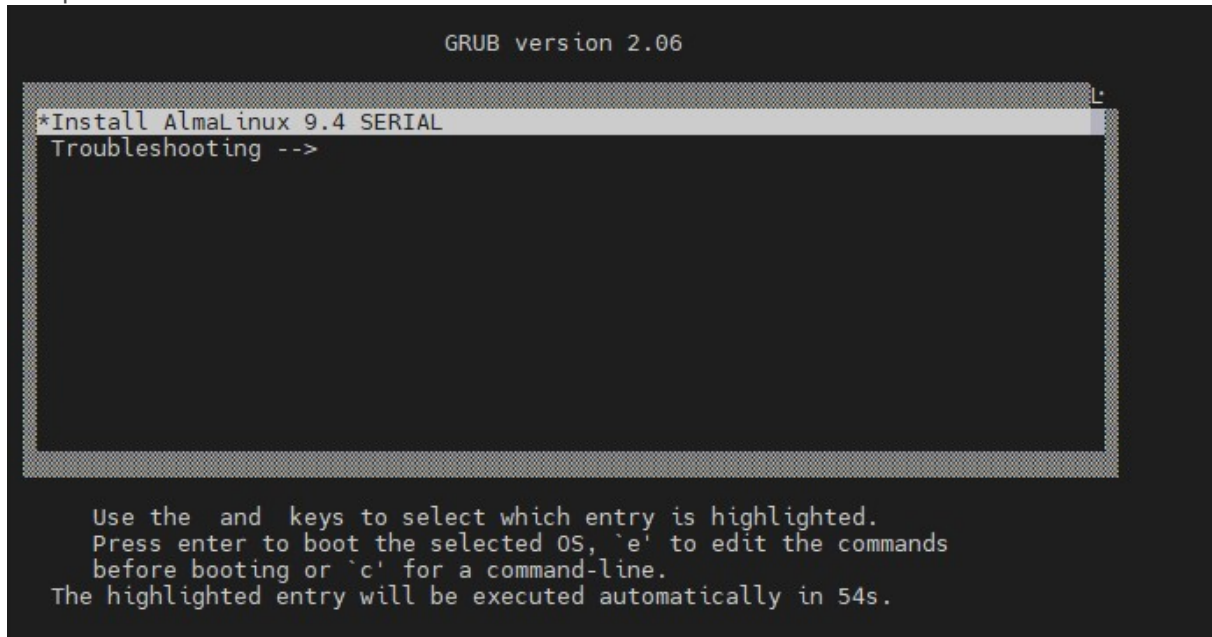 GRUB version 2.06
*Install AlmaLinux 9.4 SERIAL
Troubleshooting -->
Use the and keys to select which entry is highlighted.
Press enter to boot the selected OS, `e' to edit the commands
before booting or `c' for a command-line.
The highlighted entry will be executed automatically in 54s.